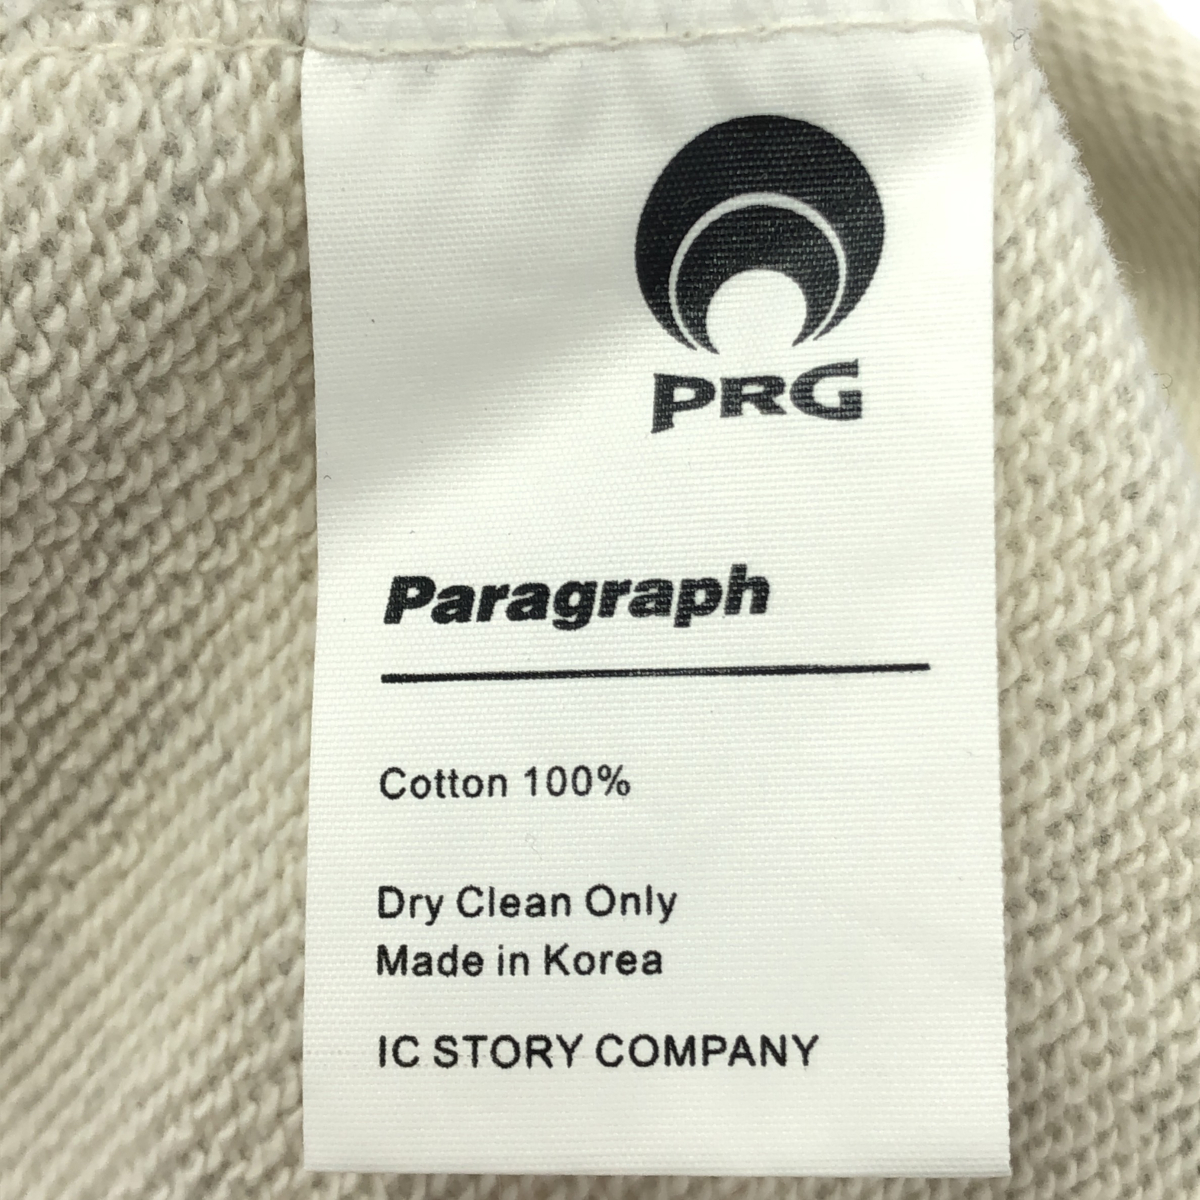 PRG
Paragraph
Cotton 100%
Dry Clean Only
Made in Korea
IC STORY COMPANY